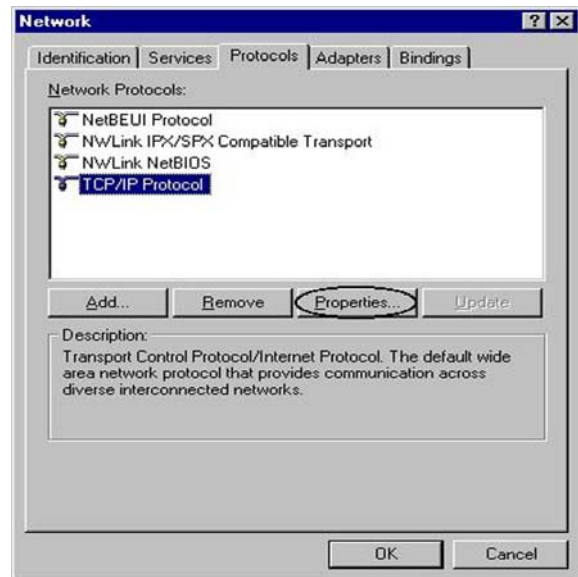 Network
Identification Services Protocols Adapters Bindings
Network Protocols:
NetBEUI Protocol
NWLink IPX/SPX Compatible Transport
NWLink NetBIOS
TCP/IP Protocol
Add... Remove Properties... Update
Description:
Transport Control Protocol/Internet Protocol. The default wide
area network protocol that provides communication across
diverse interconnected networks.
OK Cancel